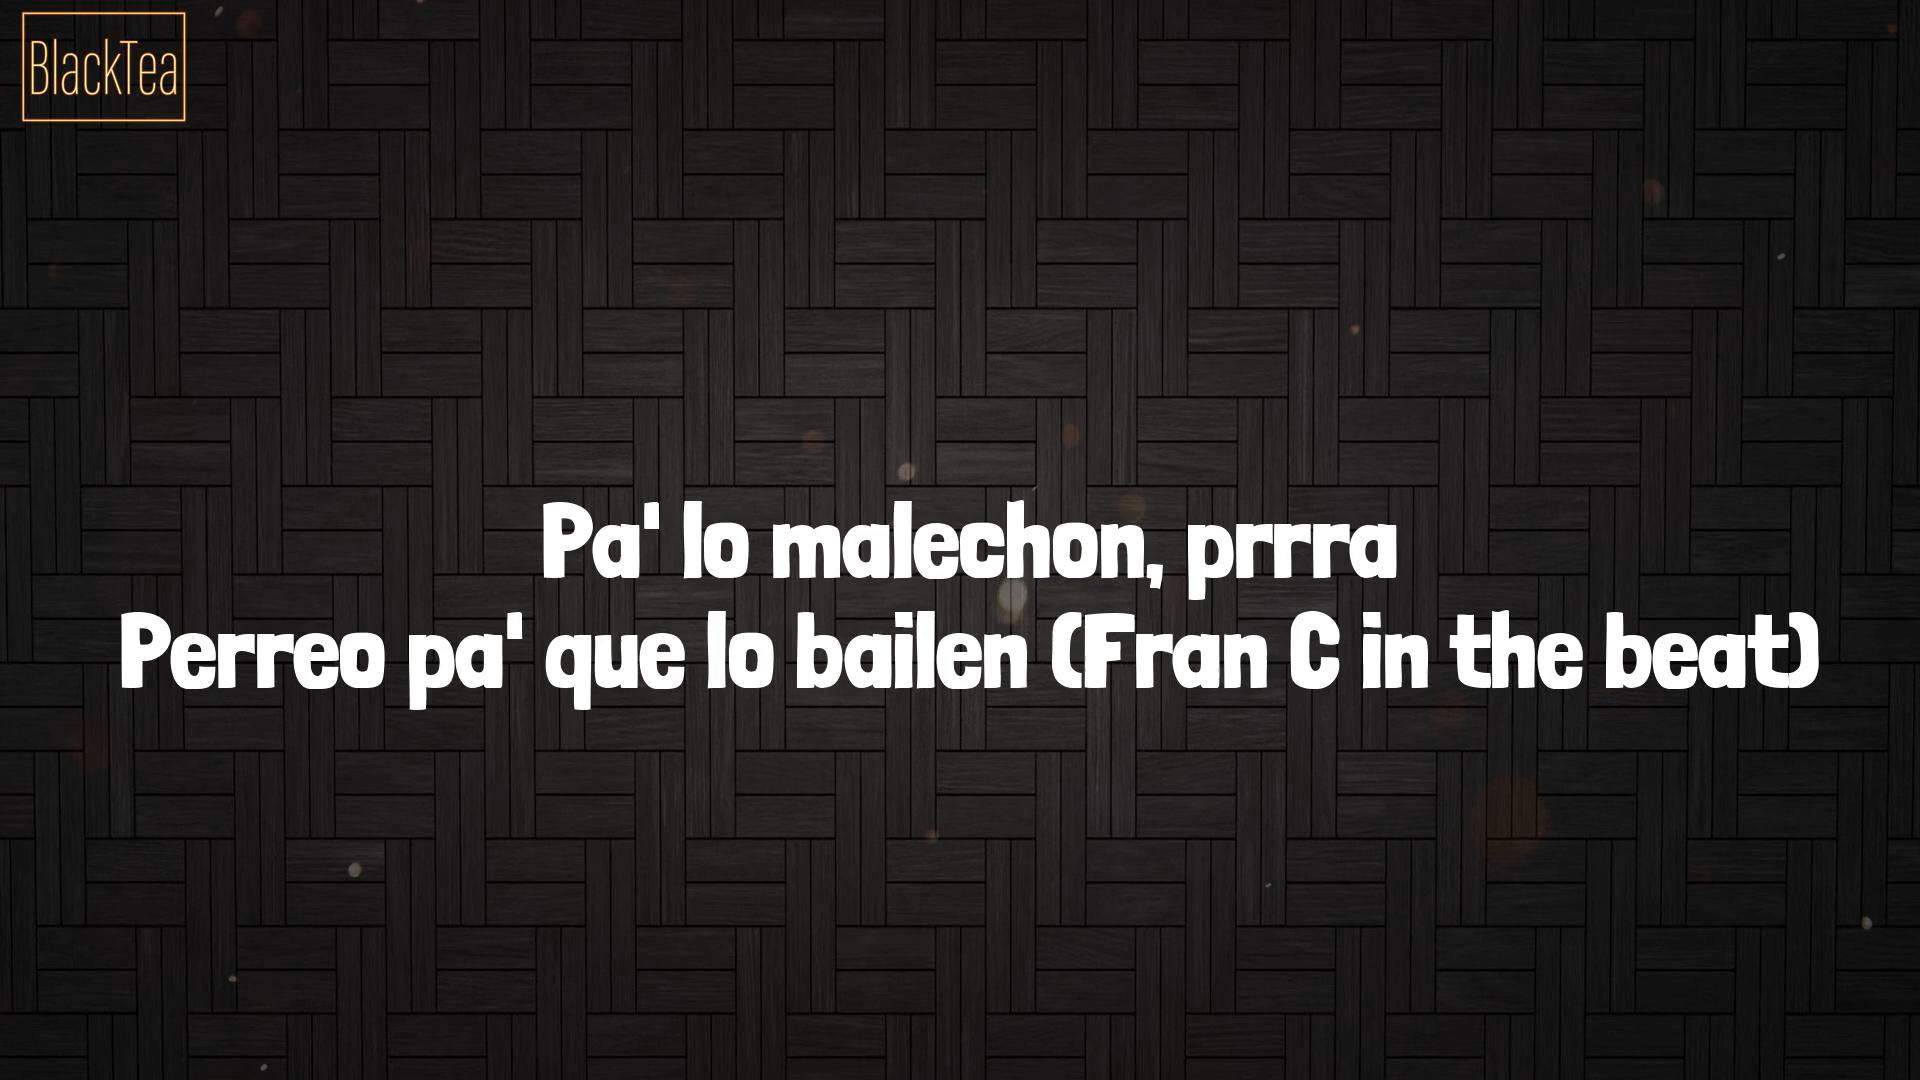 BlackTea
Pa' lo malechon, prrra
Perreo pa' que lo bailen (Fran C in the beat)